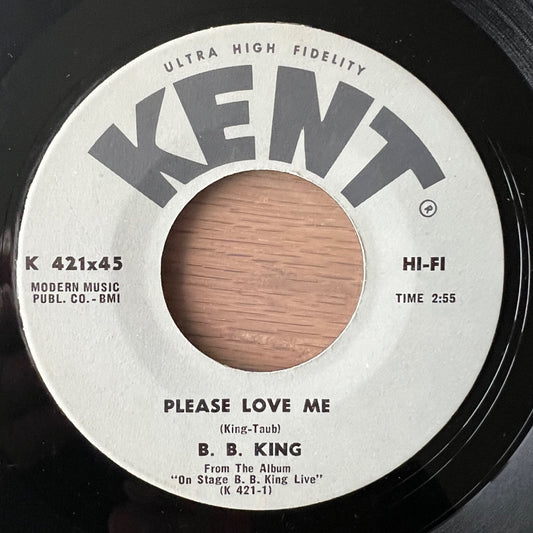 ULTRA HIGH FIDELITY
KENT
K 421x45
HI-FI
MODERN MUSIC
PUBL. CO.-BMI
TIME 2:55
PLEASE LOVE ME
(King-Taub)
B. B. KING
From The Album
"On Stage B. B. King Live"
(K 421-1)